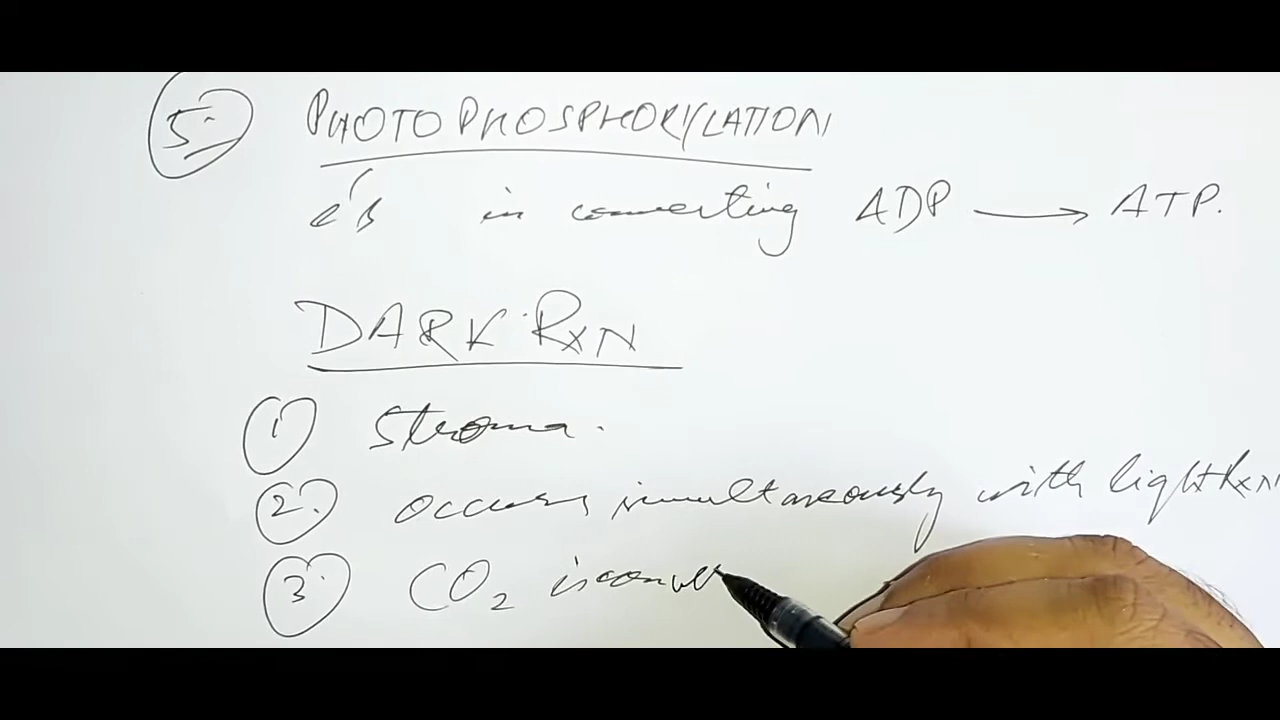 5. PHOTOPHOSPHORYLATION
e's in converting ADP → ATP.
DARK RXN
1 Stroma.
2. occurs simultaneously with light Rxn
3. CO₂ is conve